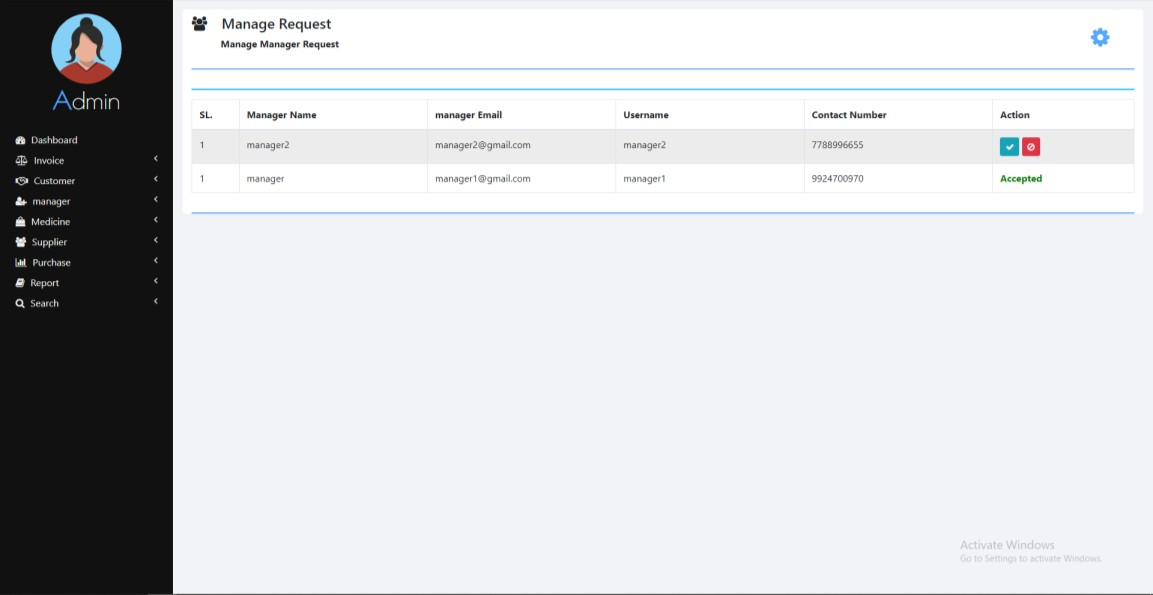 Admin
Dashboard
Invoice
Customer
manager
Medicine
Supplier
Purchase
Report
Search
Manage Request
Manage Manager Request
SL. Manager Name manager Email Username Contact Number Action
1 manager2 manager2@gmail.com manager2 7788996655
1 manager manager1@gmail.com manager1 9924700970 Accepted
Activate Windows
Go to Settings to activate Windows.